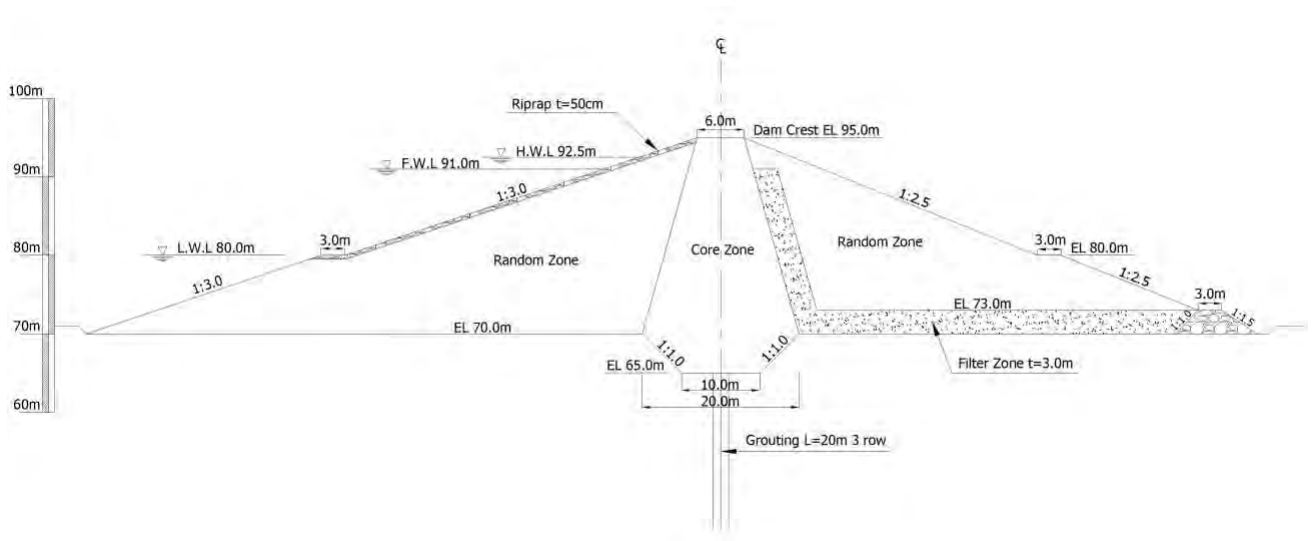 ℄
100m
Riprap t=50cm
6.0m
Dam Crest EL 95.0m
H.W.L 92.5m
F.W.L 91.0m
90m
1:3.0
1:2.5
L.W.L 80.0m
3.0m
Random Zone
Core Zone
Random Zone
3.0m
EL 80.0m
80m
1:3.0
1:2.5
3.0m
EL 73.0m
70m
EL 70.0m
1:1.0
1:1.5
1:1.0
1:1.0
EL 65.0m
Filter Zone t=3.0m
10.0m
20.0m
60m
Grouting L=20m 3 row